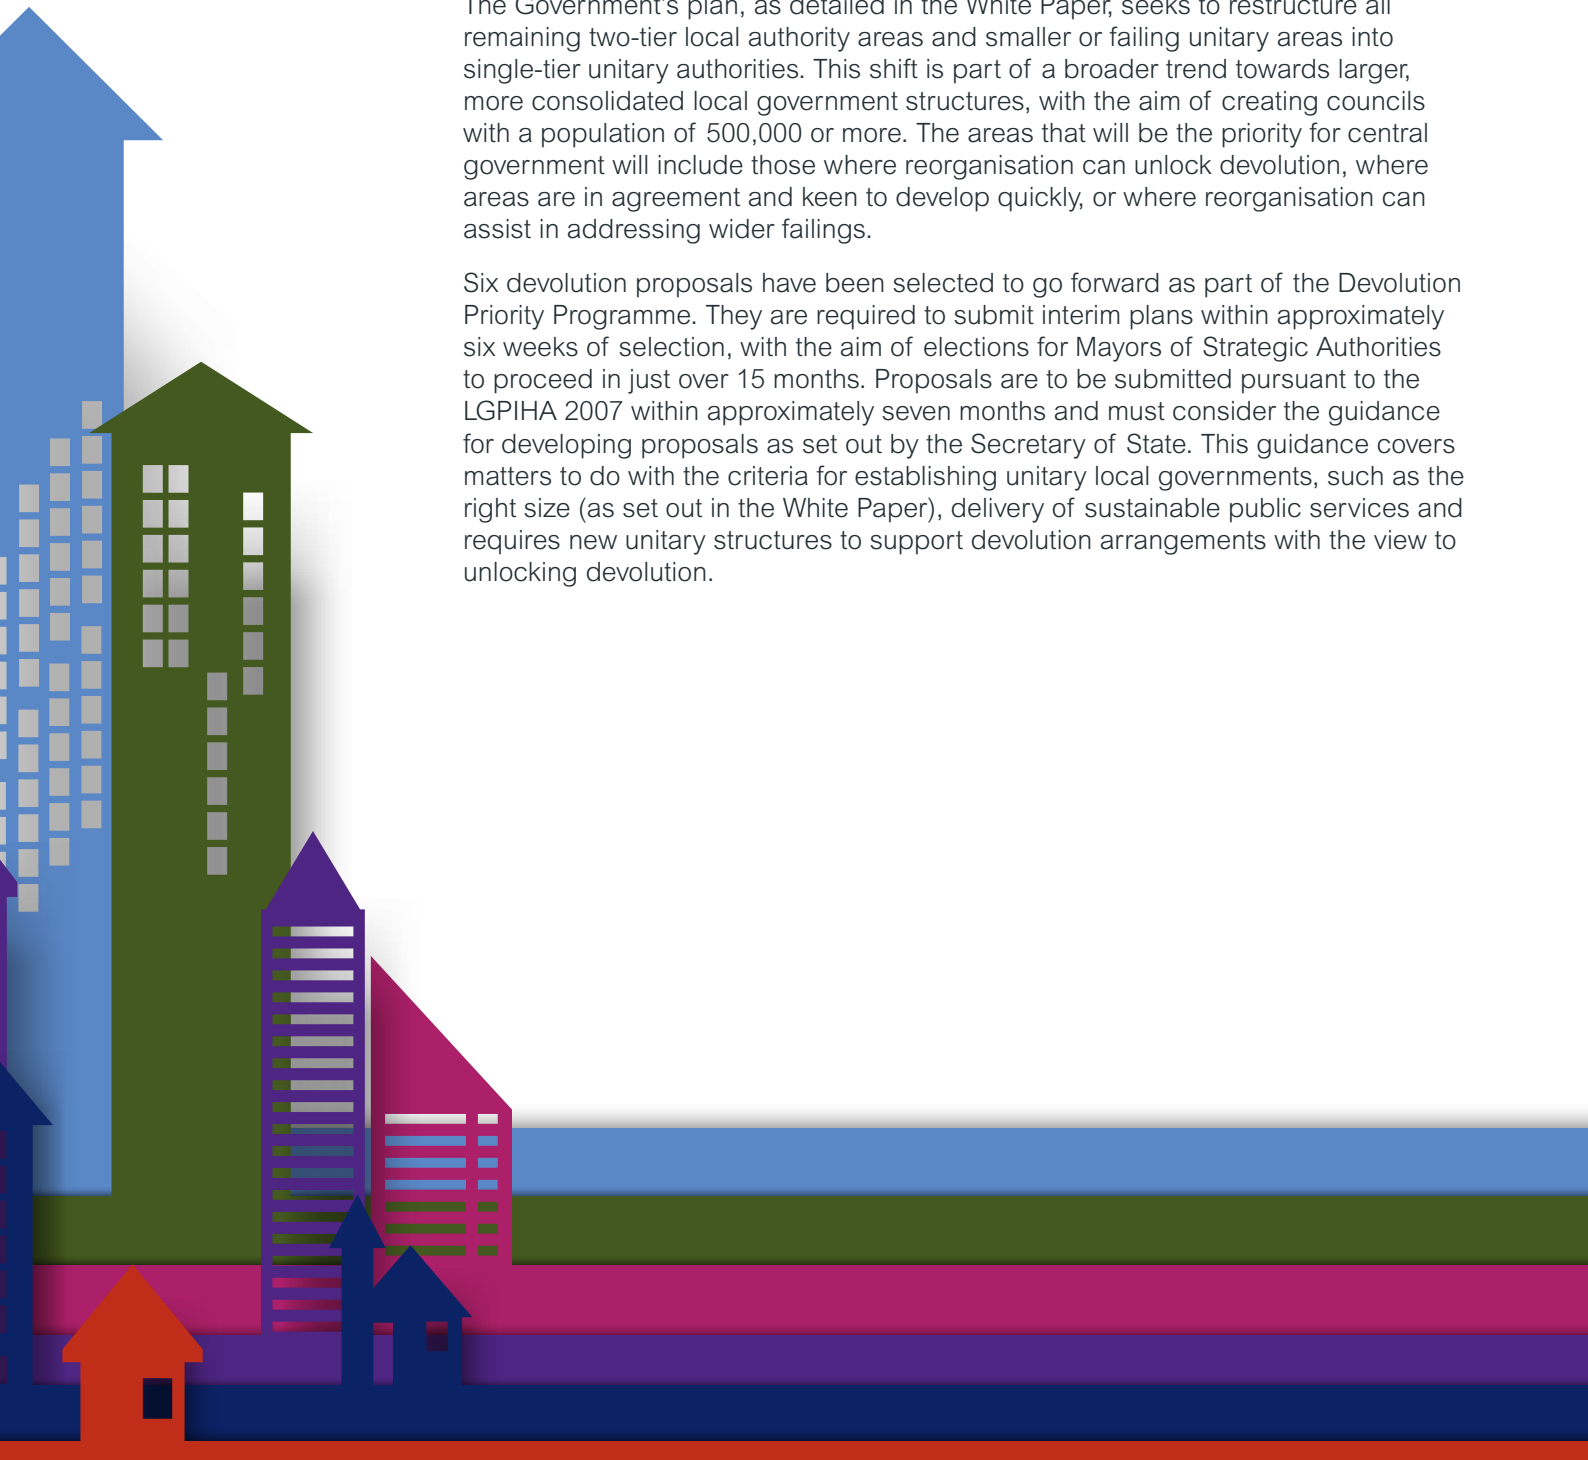 The Government's plan, as detailed in the White Paper, seeks to restructure all
remaining two-tier local authority areas and smaller or failing unitary areas into
single-tier unitary authorities. This shift is part of a broader trend towards larger,
more consolidated local government structures, with the aim of creating councils
with a population of 500,000 or more. The areas that will be the priority for central
government will include those where reorganisation can unlock devolution, where
areas are in agreement and keen to develop quickly, or where reorganisation can
assist in addressing wider failings.
Six devolution proposals have been selected to go forward as part of the Devolution
Priority Programme. They are required to submit interim plans within approximately
six weeks of selection, with the aim of elections for Mayors of Strategic Authorities
to proceed in just over 15 months. Proposals are to be submitted pursuant to the
LGPIHA 2007 within approximately seven months and must consider the guidance
for developing proposals as set out by the Secretary of State. This guidance covers
matters to do with the criteria for establishing unitary local governments, such as the
right size (as set out in the White Paper), delivery of sustainable public services and
requires new unitary structures to support devolution arrangements with the view to
unlocking devolution.